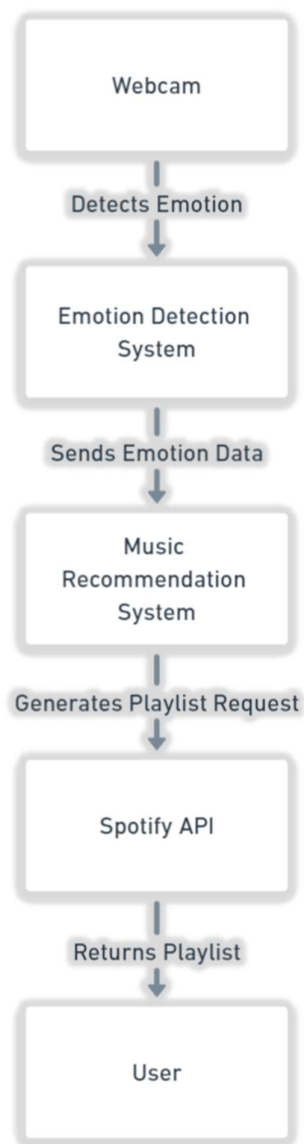 Webcam
Detects Emotion
Emotion Detection
System
Sends Emotion Data
Music
Recommendation
System
Generates Playlist Request
Spotify API
Returns Playlist
User